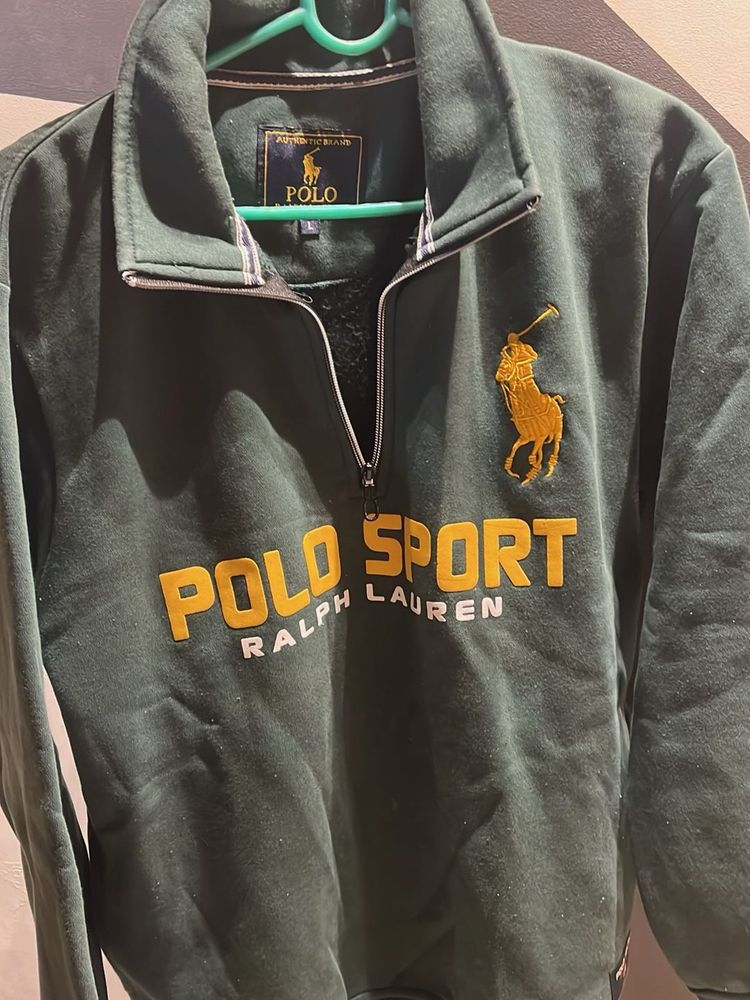 AUTHENTIC BRAND
POLO
L
POLO SPORT
RALPH LAUREN